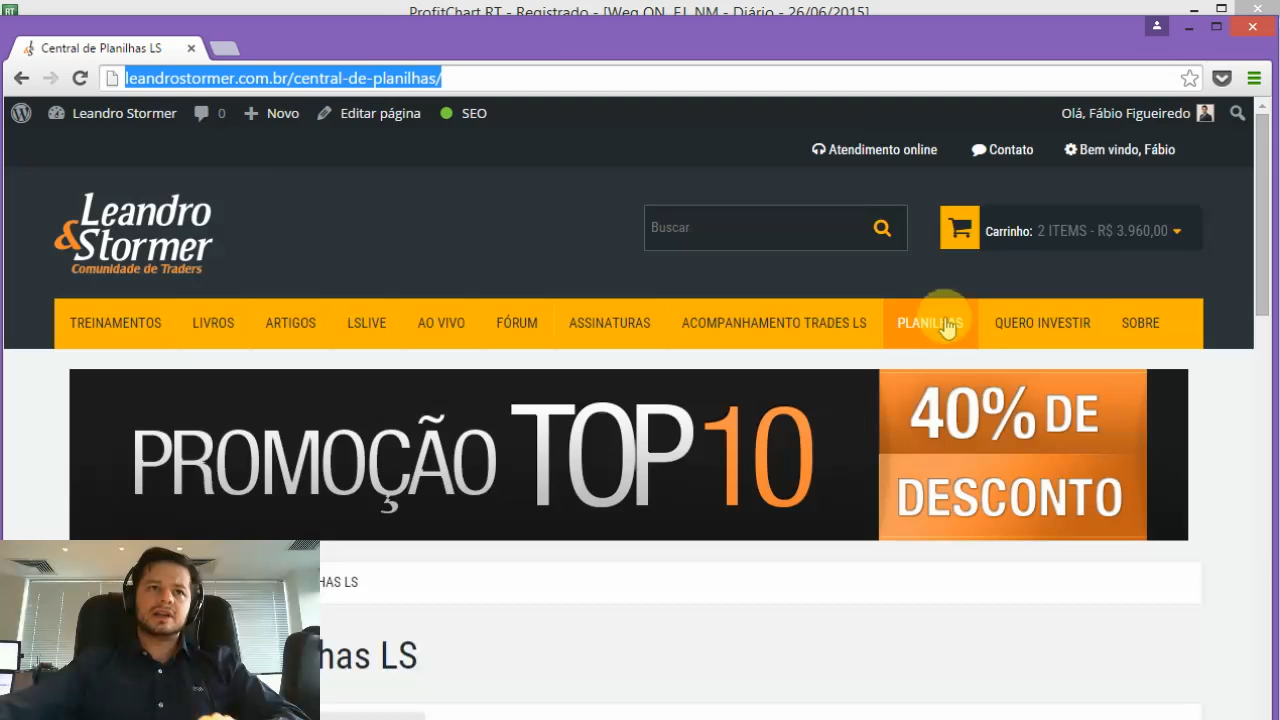 RT
ProfitChart RT - Registrado - [Weg ON, EJ, NM - Diário - 26/06/2015]
Central de Planilhas LS
leandrostormer.com.br/central-de-planilhas/
Leandro Stormer 0 Novo Editar página SEO Olá, Fábio Figueiredo
Atendimento online Contato Bem vindo, Fábio
Leandro
&Stormer
Comunidade de Traders
Buscar
Carrinho: 2 ITEMS - R$ 3.960,00
TREINAMENTOS LIVROS ARTIGOS LSLIVE AO VIVO FÓRUM ASSINATURAS ACOMPANHAMENTO TRADES LS PLANILHAS QUERO INVESTIR SOBRE
PROMOÇÃO TOP10
40% DE
DESCONTO
HAS LS
has LS